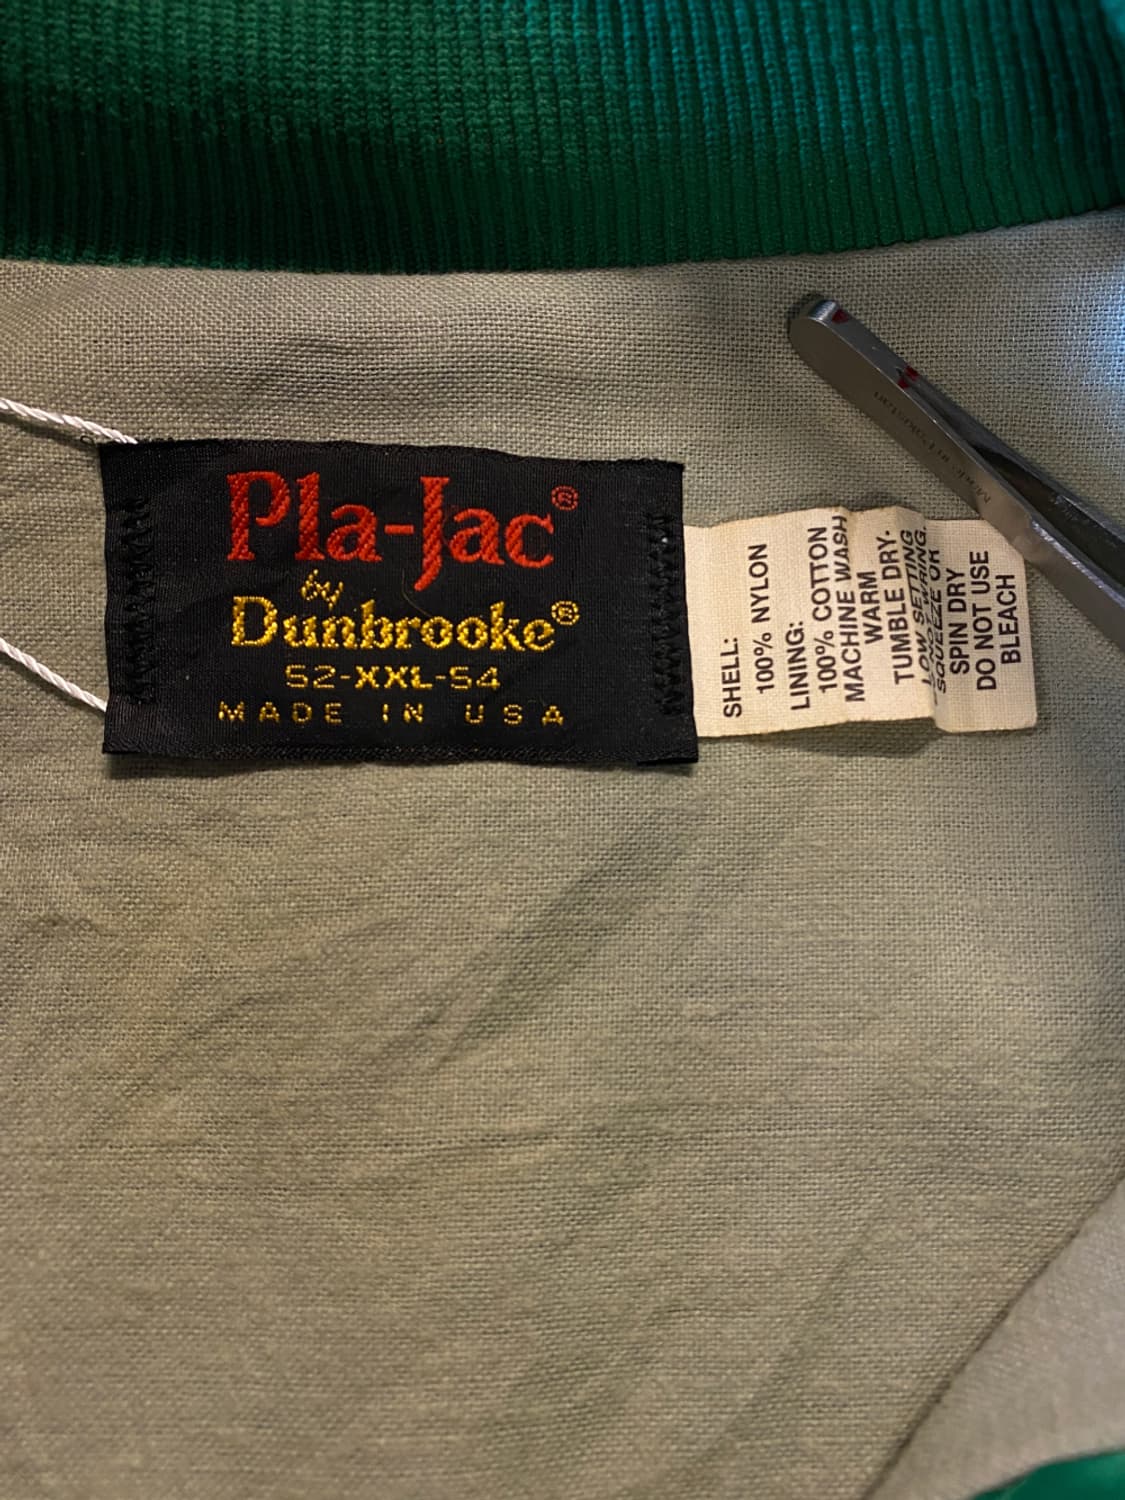 Pla-Jac®
by
Dunbrooke®
52-XXL-54
MADE IN USA
SHELL:
100% NYLON
LINING:
100% COTTON
MACHINE WASH
WARM
TUMBLE DRY-
LOW SETTING
SQUEEZE OR
SPIN DRY
DO NOT USE
BLEACH